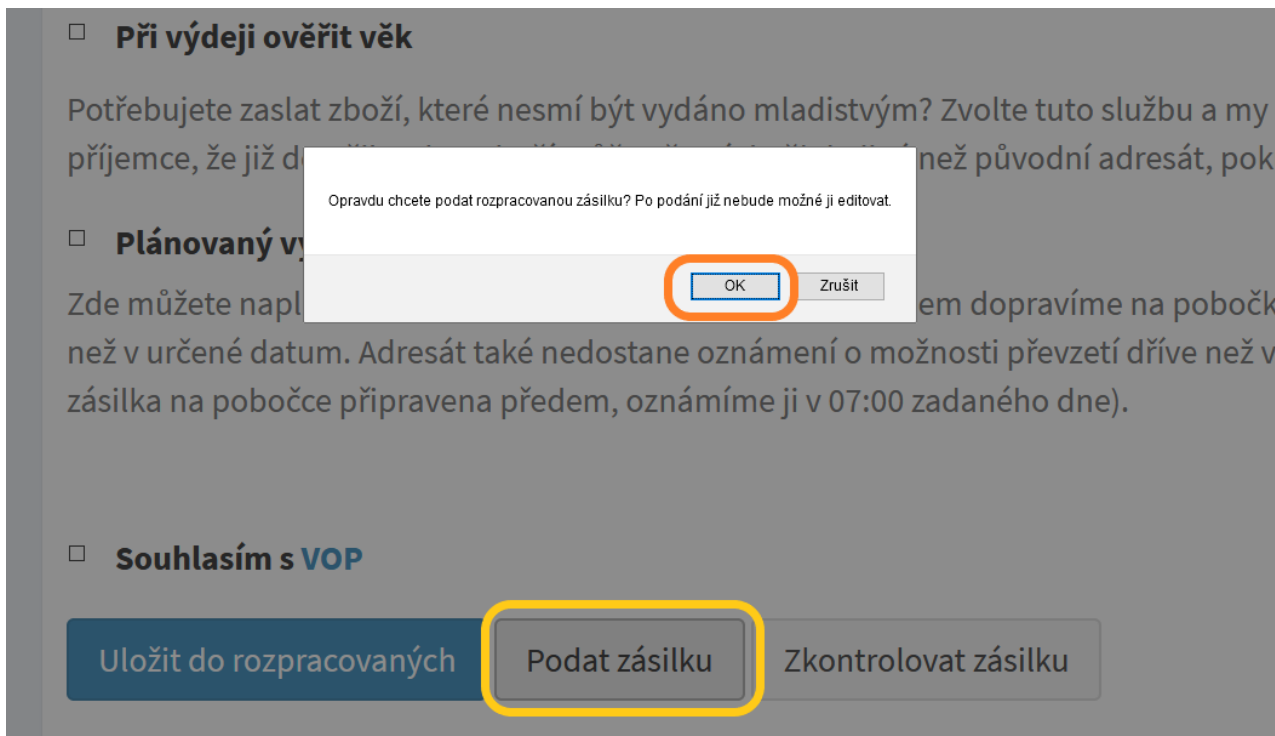 Při výdeji ověřit věk
Potřebujete zaslat zboží, které nesmí být vydáno mladistvým? Zvolte tuto službu a my
příjemce, že již d než původní adresát, pok
Opravdu chcete podat rozpracovanou zásilku? Po podání již nebude možné ji editovat.
Plánovaný vý
OK Zrušit
Zde můžete napl em dopravíme na pobočk
než v určené datum. Adresát také nedostane oznámení o možnosti převzetí dříve než v
zásilka na pobočce připravena předem, oznámíme ji v 07:00 zadaného dne).
Souhlasím s VOP
Uložit do rozpracovaných Podat zásilku Zkontrolovat zásilku